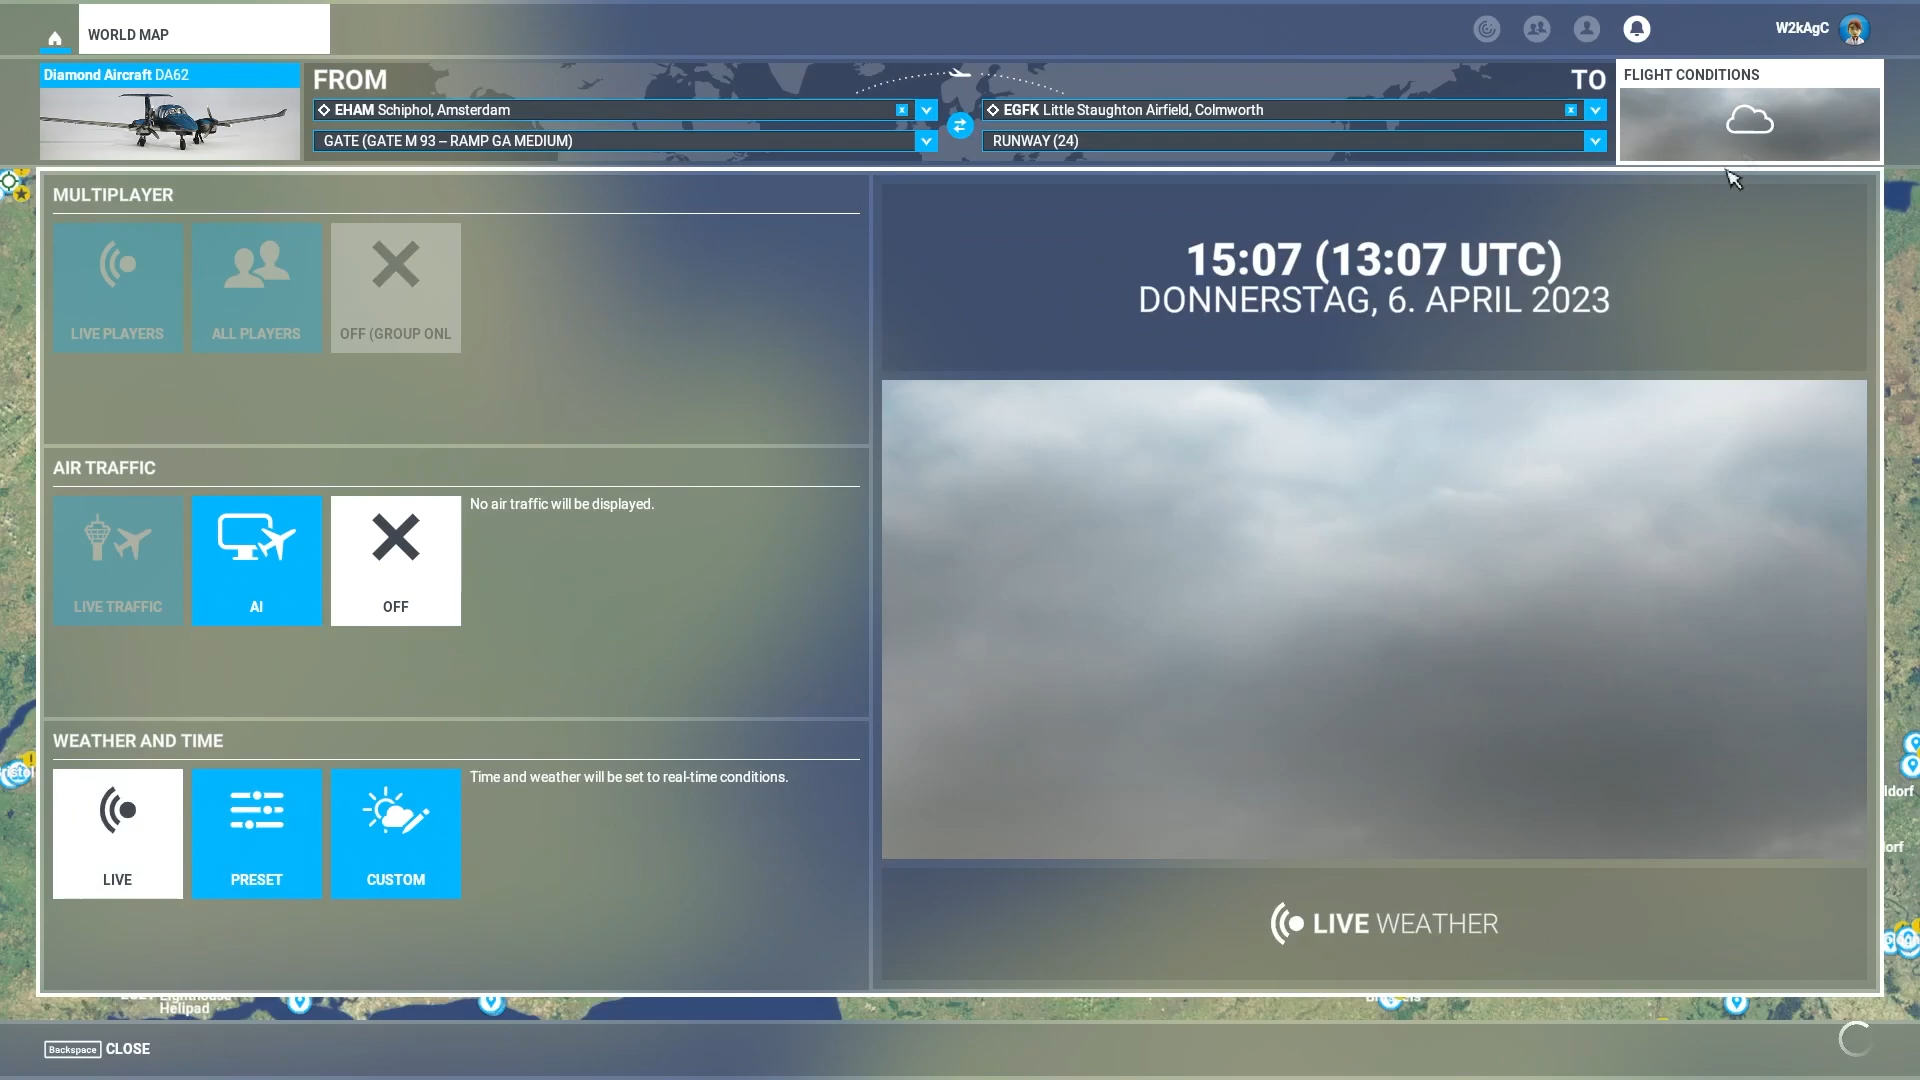 WORLD MAP
W2kAgC
Diamond Aircraft DA62
FROM
TO
FLIGHT CONDITIONS
EHAM Schiphol, Amsterdam
EGFK Little Staughton Airfield, Colmworth
GATE (GATE M 93 – RAMP GA MEDIUM)
RUNWAY (24)
MULTIPLAYER
LIVE PLAYERS
ALL PLAYERS
OFF (GROUP ONL
15:07 (13:07 UTC)
DONNERSTAG, 6. APRIL 2023
AIR TRAFFIC
No air traffic will be displayed.
LIVE TRAFFIC
AI
OFF
WEATHER AND TIME
Time and weather will be set to real-time conditions.
LIVE
PRESET
CUSTOM
LIVE WEATHER
ldorf
Helipad
Backspace CLOSE